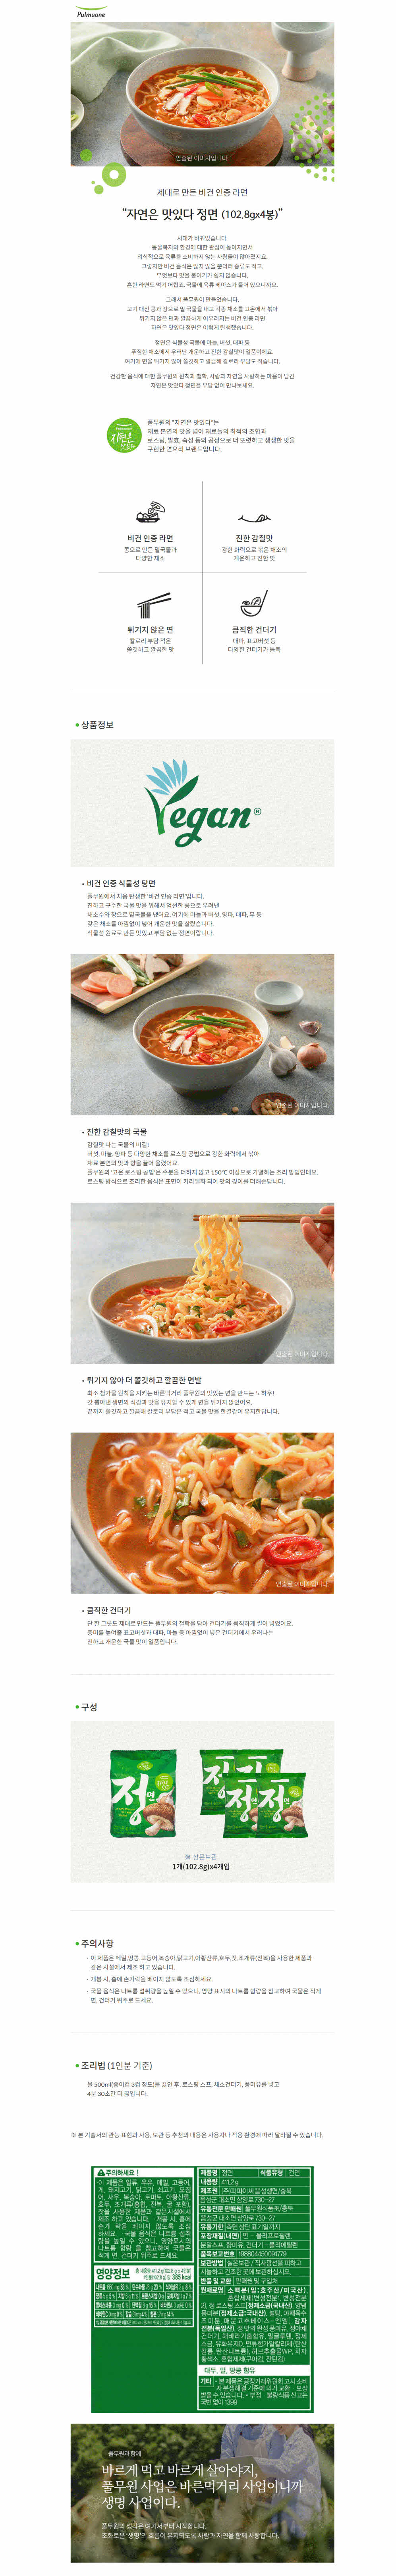 Pulmuone
연출된 이미지입니다.
제대로 만든 비건 인증 라면
“자연은 맛있다 정면 (102.8gx4봉)”
시대가 바뀌었습니다.
동물복지와 환경에 대한 관심이 높아지면서
의식적으로 육류를 소비하지 않는 사람들이 많아졌지요.
그렇지만 비건 음식은 많지 않을 뿐더러 종류도 적고,
무엇보다 맛을 붙이기가 쉽지 않습니다.
흔한 라면도 먹기 어렵죠. 국물에 육류 베이스가 들어 있으니까요.
그래서 풀무원이 만들었습니다.
고기 대신 콩과 장으로 밑 국물을 내고 각종 채소를 고온에서 볶아
튀기지 않은 면과 깔끔하게 어우러지는 비건 인증 라면
자연은 맛있다 정면은 이렇게 탄생했습니다.
정면은 식물성 국물에 마늘, 버섯, 대파 등
푸짐한 채소에서 우러난 개운하고 진한 감칠맛이 일품이에요.
여기에 면을 튀기지 않아 쫄깃하고 깔끔해 칼로리 부담도 적습니다.
건강한 음식에 대한 풀무원의 원칙과 철학, 사람과 자연을 사랑하는 마음이 담긴
자연은 맛있다 정면을 부담 없이 만나보세요.
자연은 맛있다
풀무원의 “자연은 맛있다”는
재료 본연의 맛을 넘어 재료들의 최적의 조합과
로스팅, 발효, 숙성 등의 공정으로 더 또렷하고 생생한 맛을
구현한 면요리 브랜드입니다.
비건 인증 라면
콩으로 만든 밑국물과
다양한 채소
진한 감칠맛
강한 화력으로 볶은 채소의
개운하고 진한 맛
튀기지 않은 면
칼로리 부담 적은
쫄깃하고 깔끔한 맛
큼직한 건더기
대파, 표고버섯 등
다양한 건더기가 듬뿍
상품정보
Vegan®
비건 인증 식물성 탕면
풀무원에서 처음 탄생한 ‘비건 인증 라면’입니다.
진하고 구수한 국물 맛을 위해서 엄선한 콩으로 우려낸
채소수와 장으로 밑국물을 냈어요. 여기에 마늘과 버섯, 양파, 대파, 무 등
갖은 채소를 아낌없이 넣어 개운한 맛을 살렸습니다.
식물성 원료로 만든 맛있고 부담 없는 정면이랍니다.
연출된 이미지입니다.
진한 감칠맛의 국물
감칠맛 나는 국물의 비결!
버섯, 마늘, 양파 등 다양한 채소를 로스팅 공법으로 강한 화력에서 볶아
재료 본연의 맛과 향을 끌어 올렸어요.
풀무원의 ‘고온 로스팅 공법’은 수분을 더하지 않고 150℃ 이상으로 가열하는 조리 방법인데요.
로스팅 방식으로 조리한 음식은 표면이 카라멜화 되어 맛의 깊이를 더해준답니다.
연출된 이미지입니다.
튀기지 않아 더 쫄깃하고 깔끔한 면발
최소 첨가물 원칙을 지키는 바른먹거리 풀무원의 맛있는 면을 만드는 노하우!
갓 뽑아낸 생면의 식감과 맛을 유지할 수 있게 면을 튀기지 않았어요.
끝까지 쫄깃하고 깔끔해 칼로리 부담은 적고 국물 맛을 한결같이 유지한답니다.
연출된 이미지입니다.
큼직한 건더기
단 한 그릇도 제대로 만드는 풀무원의 철학을 담아 건더기를 큼직하게 썰어 넣었어요.
풍미를 높여줄 표고버섯과 대파, 마늘 등 아낌없이 넣은 건더기에서 우러나는
진하고 개운한 국물 맛이 일품입니다.
구성
정면
※ 상온보관
1개(102.8g)x4개입
주의사항
- 이 제품은 메밀,땅콩,고등어,복숭아,닭고기,아황산류,호두,잣,조개류(전복)을 사용한 제품과
같은 시설에서 제조 하고 있습니다.
- 개봉 시, 홈에 손가락을 베이지 않도록 조심하세요.
- 국물 음식은 나트륨 섭취량을 높일 수 있으니, 영양 표시의 나트륨 함량을 참고하여 국물은 적게
면, 건더기 위주로 드세요.
조리법 (1인분 기준)
물 500ml(종이컵 3컵 정도)를 끓인 후, 로스팅 스프, 채소건더기, 풍미유를 넣고
4분 30초간 더 끓입니다.
※ 본 기술서의 관능 표현과 사용, 보관 등 추천의 내용은 사용자나 적용 환경에 따라 달라질 수 있습니다.
주의하세요!
제품명 정면 식품유형 건면
내용량 411.2 g
영양정보
대두, 밀, 땅콩 함유
풀무원과 함께
바르게 먹고 바르게 살아야지,
풀무원 사업은 바른먹거리 사업이니까
생명 사업이다.
풀무원의 생각은 여기서부터 시작합니다.
조화로운 ‘생명’의 흐름이 유지되도록 사람과 자연을 함께 사랑합니다.